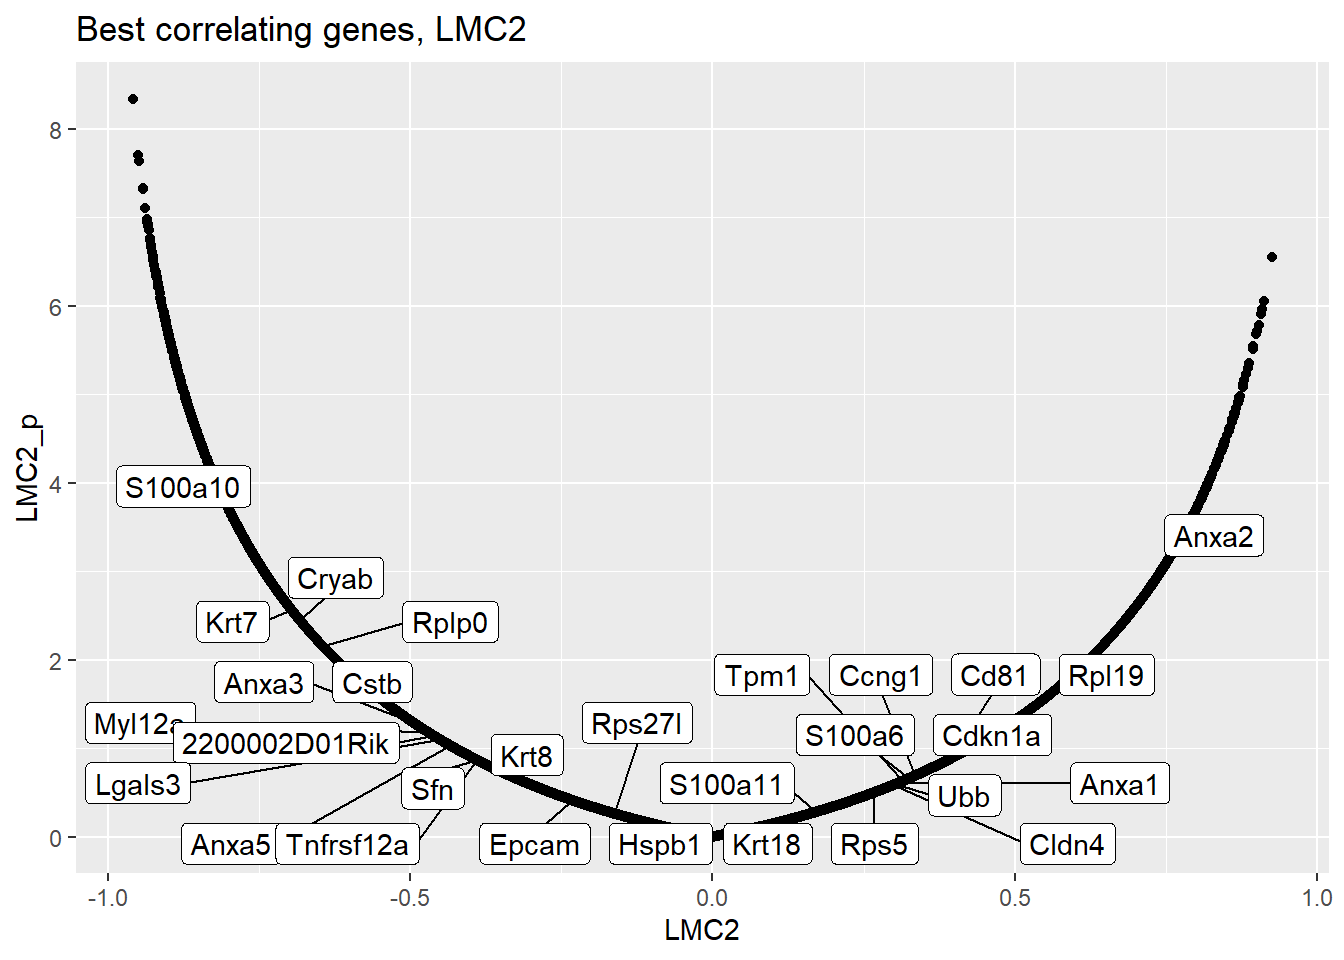 Best correlating genes, LMC2
8
6
4
2
0
LMC2_p
S100a10
Anxa2
Cryab
Krt7
Rplp0
Anxa3
Cstb
Tpm1
Ccng1
Cd81
Rpl19
Myl12a
Rps27l
2200002D01Rik
Krt8
S100a6
Cdkn1a
Lgals3
Sfn
S100a11
Ubb
Anxa1
Anxa5
Tnfrsf12a
Epcam
Hspb1
Krt18
Rps5
Cldn4
-1.0
-0.5
0.0
0.5
1.0
LMC2